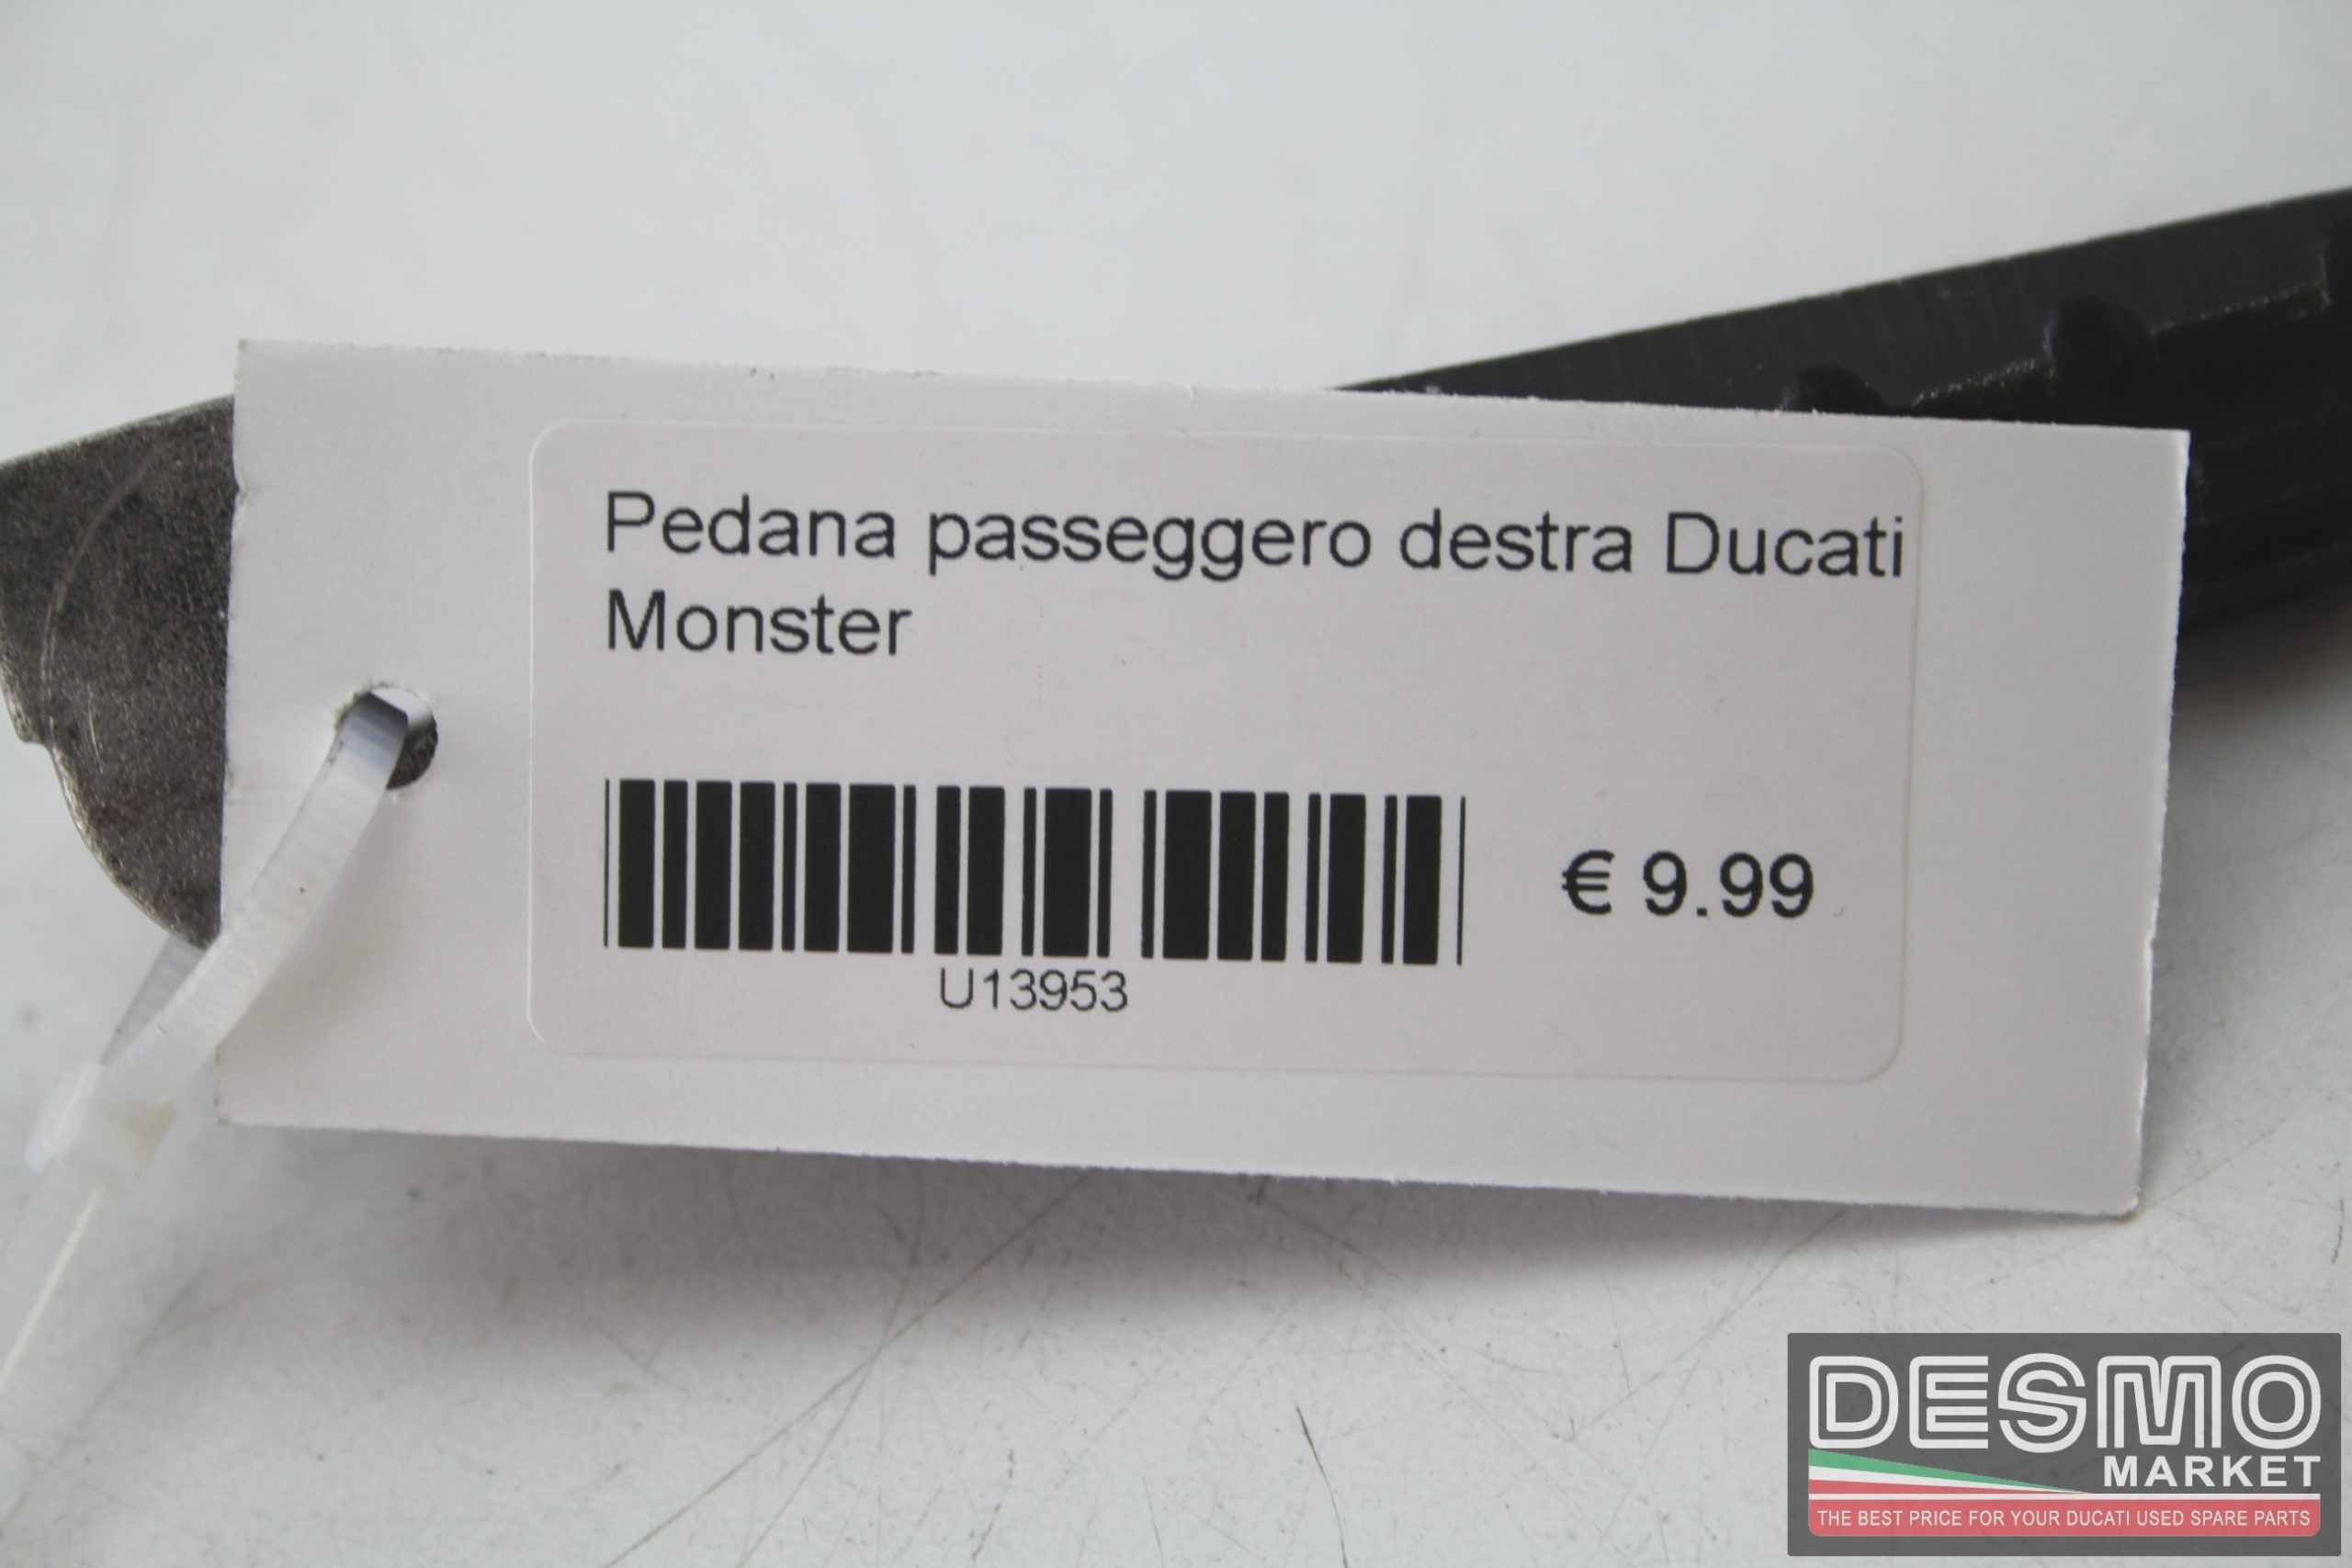 Pedana passeggero destra Ducati
Monster
€ 9.99
U13953
DESMO
MARKET
THE BEST PRICE FOR YOUR DUCATI USED SPARE PARTS